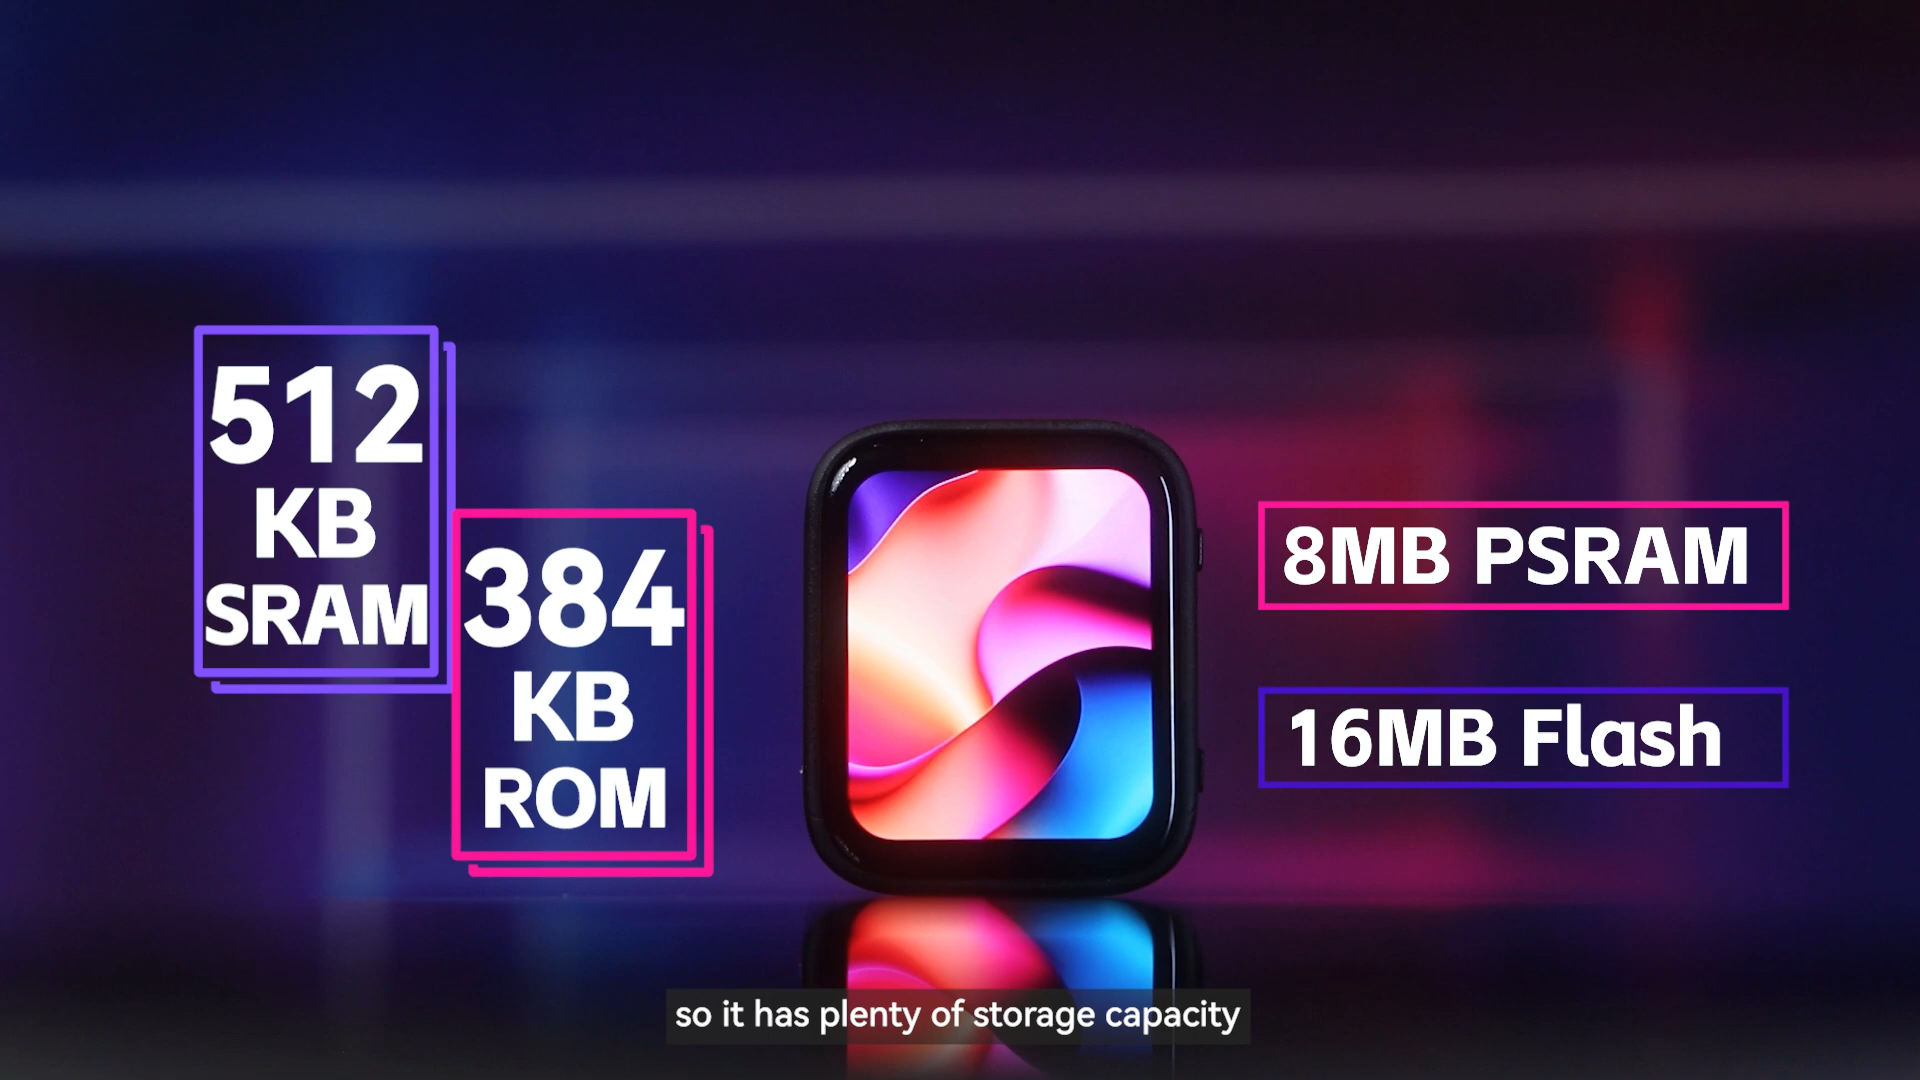 512
KB
SRAM
384
KB
ROM
8MB PSRAM
16MB Flash
so it has plenty of storage capacity